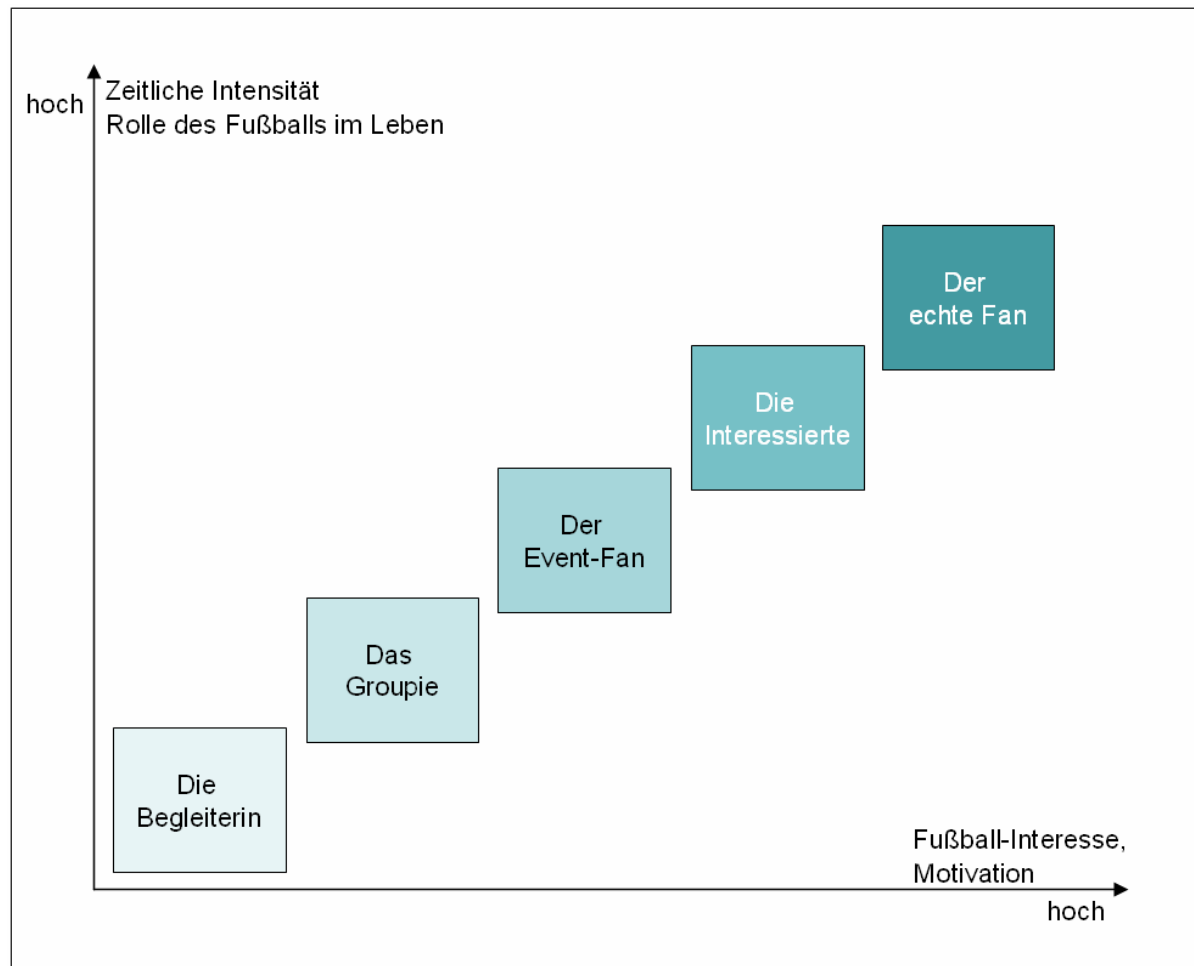 hoch
Zeitliche Intensität
Rolle des Fußballs im Leben
Der
echte Fan
Die
Interessierte
Der
Event-Fan
Das
Groupie
Die
Begleiterin
Fußball-Interesse,
Motivation
hoch